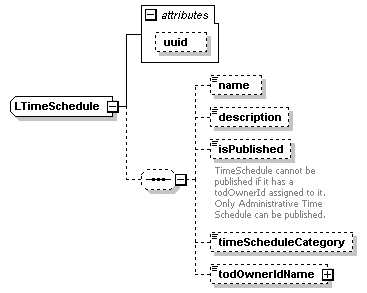 attributes
uuid
LTimeSchedule
name
description
isPublished
TimeSchedule cannot be
published if it has a
todOwnerId assigned to it.
Only Administrative Time
Schedule can be published.
timeScheduleCategory
todOwnerIdName